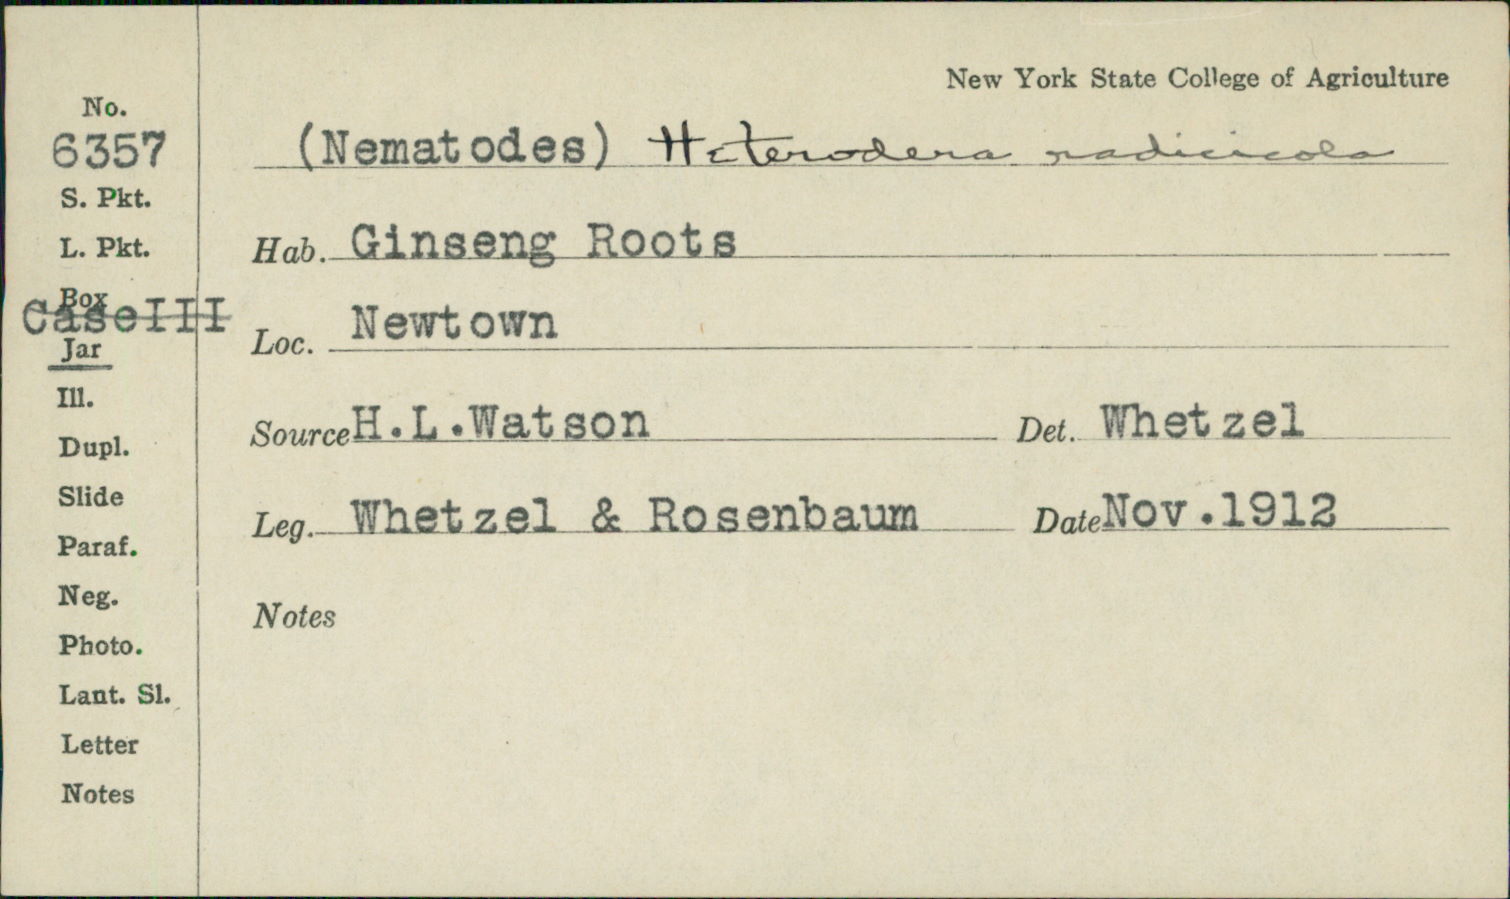 New York State College of Agriculture
No.
6357
(Nematodes) Heterodera radicicola
S. Pkt.
L. Pkt.
Hab. Ginseng Roots
Box
CaseIII
Loc. Newtown
Jar
Ill.
Source H.L.Watson Det. Whetzel
Dupl.
Slide
Leg. Whetzel & Rosenbaum Date Nov.1912
Paraf.
Neg.
Notes
Photo.
Lant. Sl.
Letter
Notes